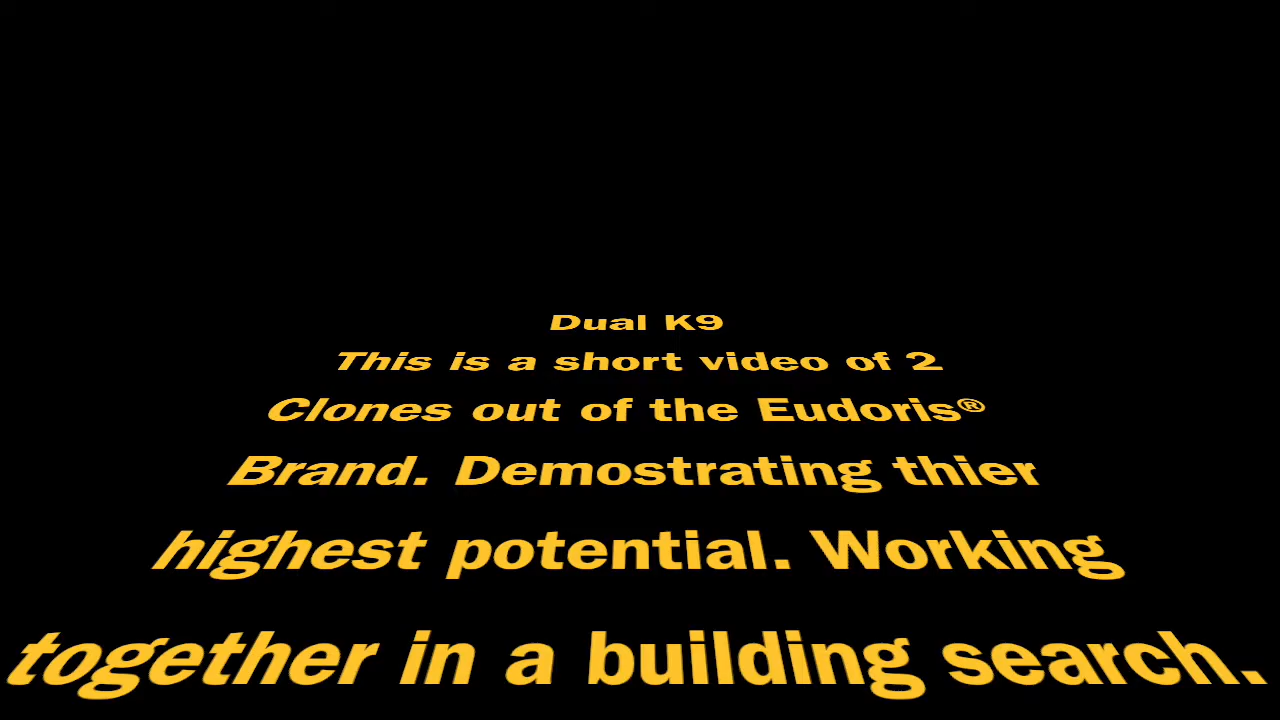 Dual K9
This is a short video of 2
Clones out of the Eudoris®
Brand. Demostrating thier
highest potential. Working
together in a building search.